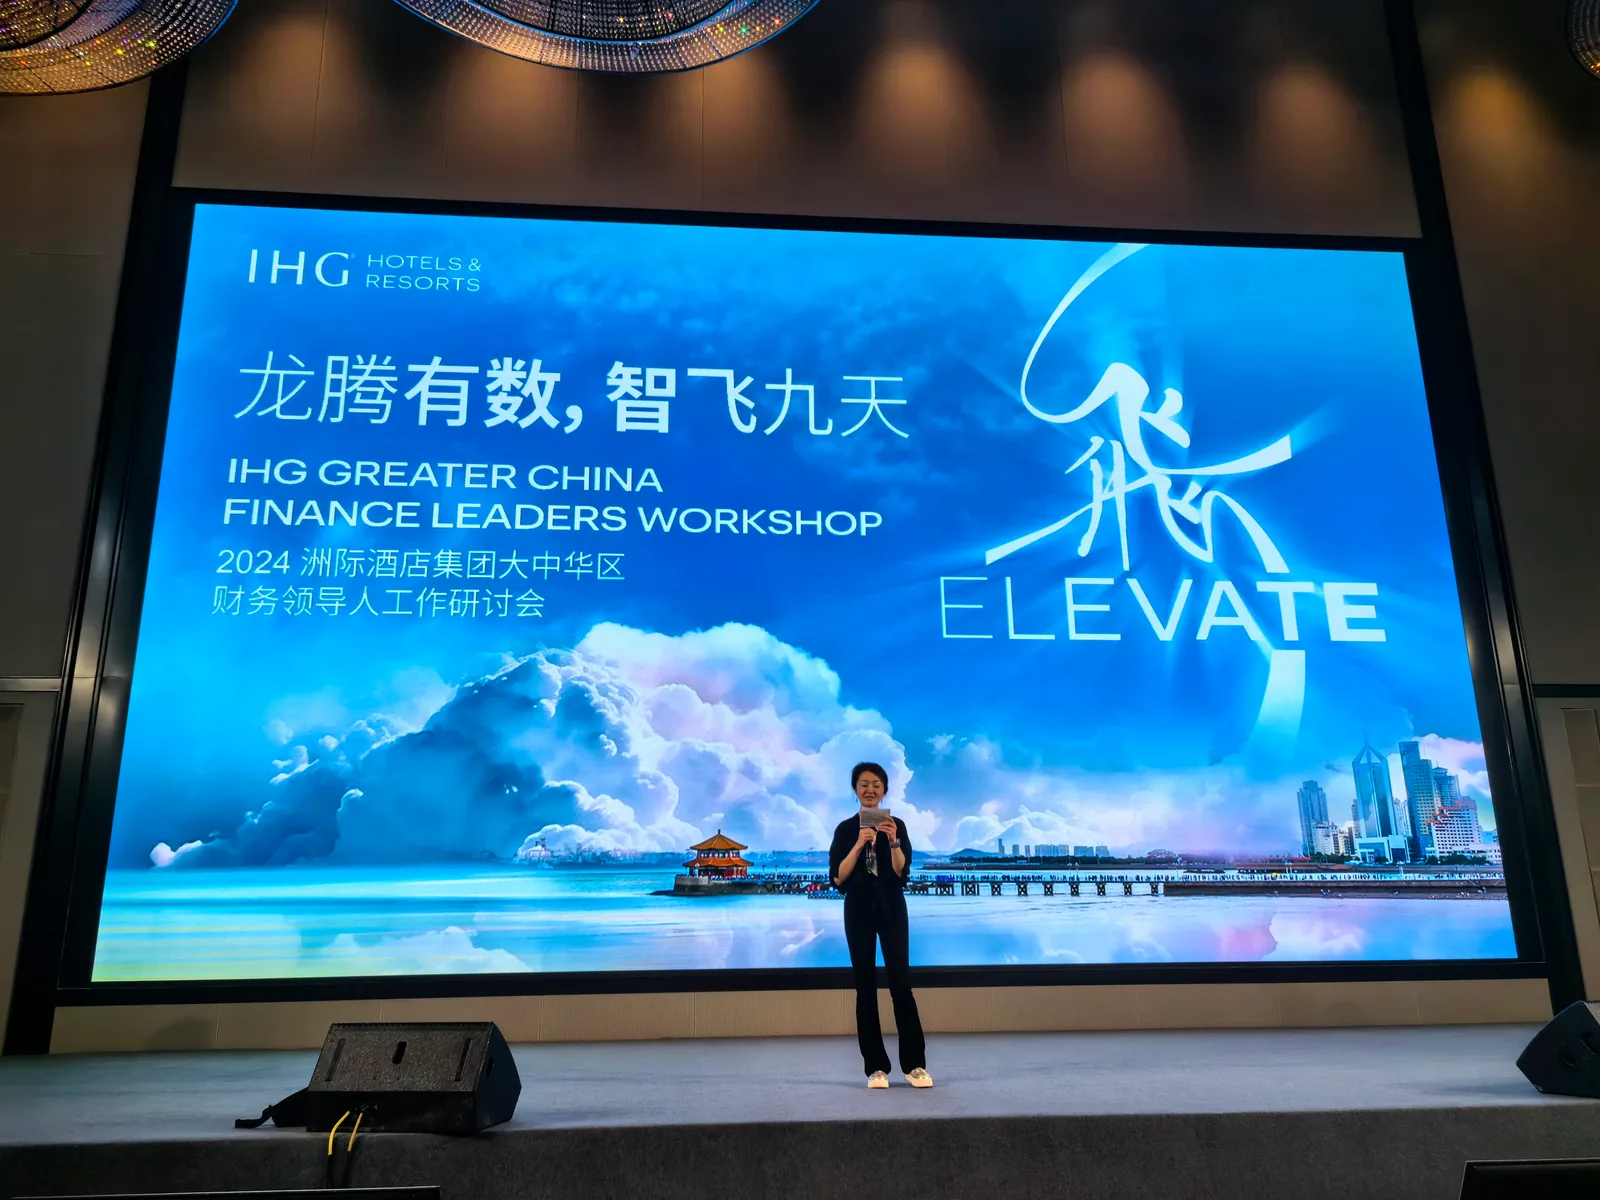 IHG HOTELS &
RESORTS
龙腾有数，智飞九天
IHG GREATER CHINA
FINANCE LEADERS WORKSHOP
2024 洲际酒店集团大中华区
财务领导人工作研讨会
飛
ELEVATE